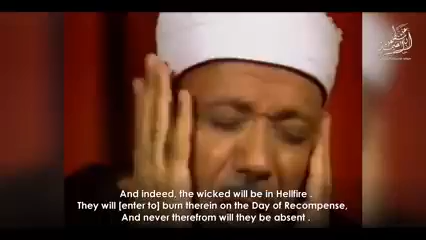 And indeed, the wicked will be in Hellfire .
They will [enter to] burn therein on the Day of Recompense,
And never therefrom will they be absent .